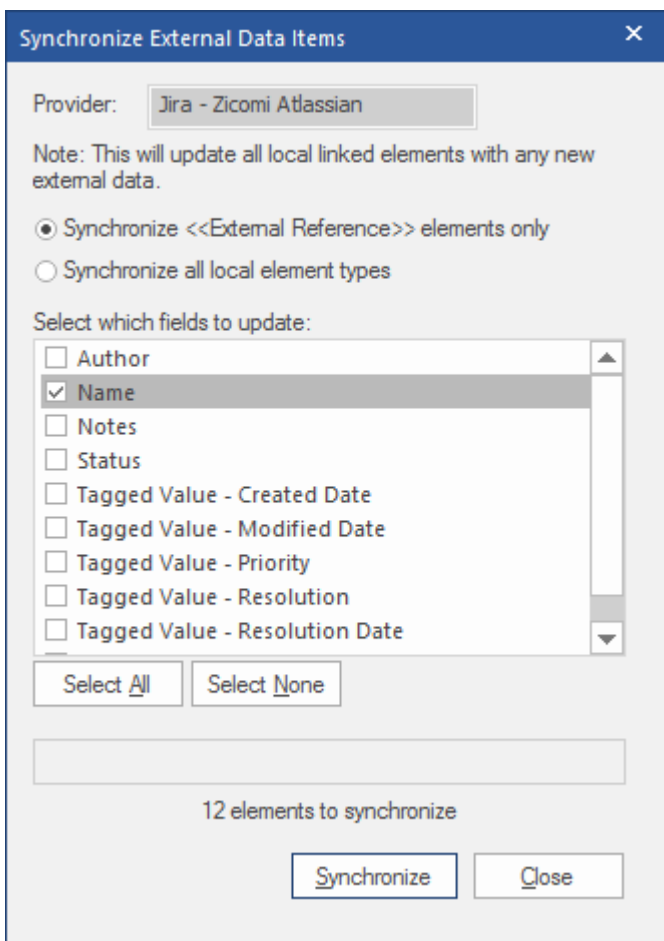 Synchronize External Data Items
Provider: Jira - Zicomi Atlassian
Note: This will update all local linked elements with any new
external data.
Synchronize <<External Reference>> elements only
Synchronize all local element types
Select which fields to update:
Author
Name
Notes
Status
Tagged Value - Created Date
Tagged Value - Modified Date
Tagged Value - Priority
Tagged Value - Resolution
Tagged Value - Resolution Date
Select All Select None
12 elements to synchronize
Synchronize Close